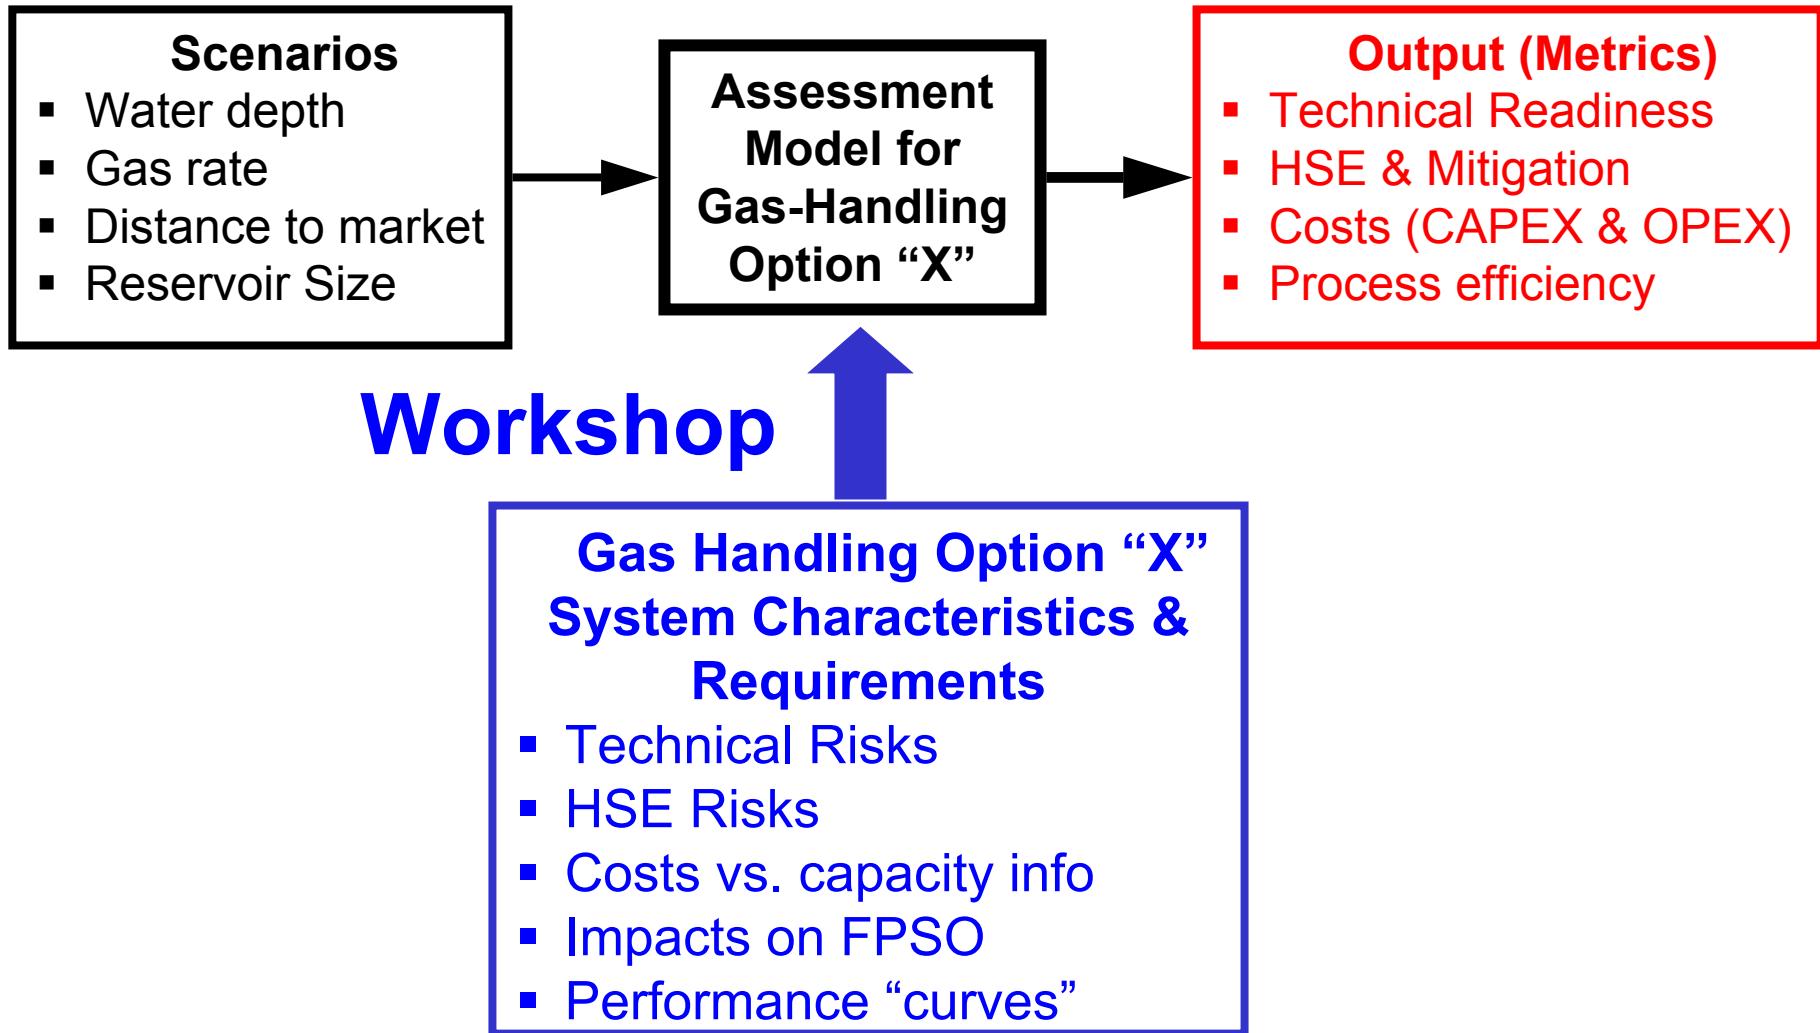 Scenarios
▪ Water depth
▪ Gas rate
▪ Distance to market
▪ Reservoir Size
Assessment
Model for
Gas-Handling
Option “X”
Output (Metrics)
▪ Technical Readiness
▪ HSE & Mitigation
▪ Costs (CAPEX & OPEX)
▪ Process efficiency
Workshop
Gas Handling Option “X”
System Characteristics &
Requirements
▪ Technical Risks
▪ HSE Risks
▪ Costs vs. capacity info
▪ Impacts on FPSO
▪ Performance “curves”